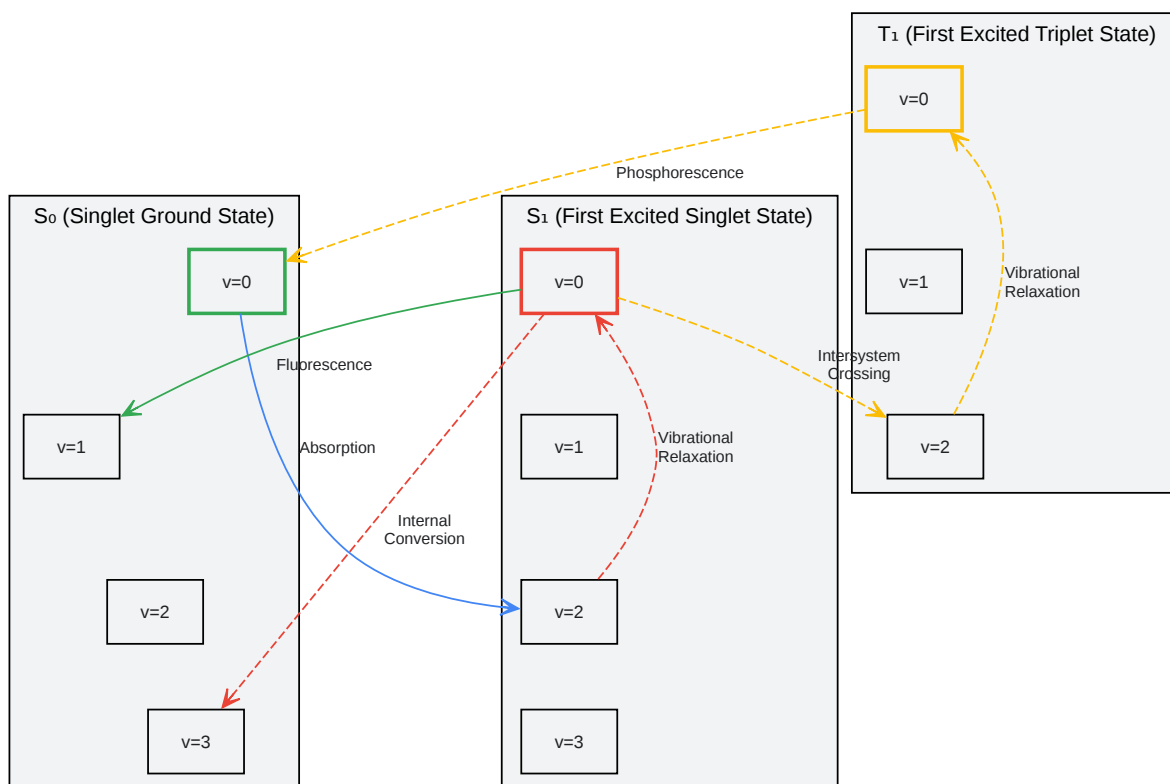 T₁ (First Excited Triplet State)
v=0
Phosphorescence
S₀ (Singlet Ground State)
S₁ (First Excited Singlet State)
v=0
v=0
v=1
Vibrational
Relaxation
Fluorescence
Intersystem
Crossing
v=1
Absorption
v=1
Vibrational
Relaxation
v=2
Internal
Conversion
v=2
v=2
v=3
v=3